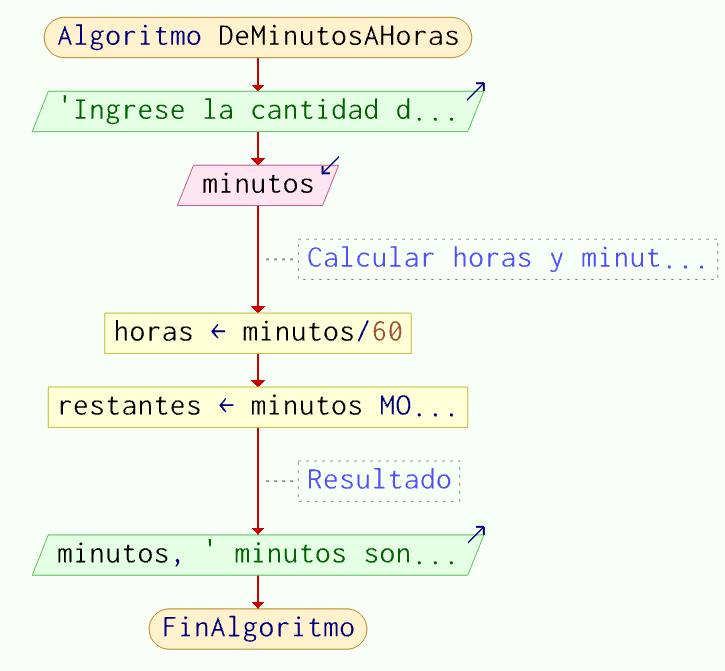 Algoritmo DeMinutosAHoras
'Ingrese la cantidad d...
minutos
Calcular horas y minut...
horas ← minutos/60
restantes ← minutos MO...
Resultado
minutos, ' minutos son...
FinAlgoritmo